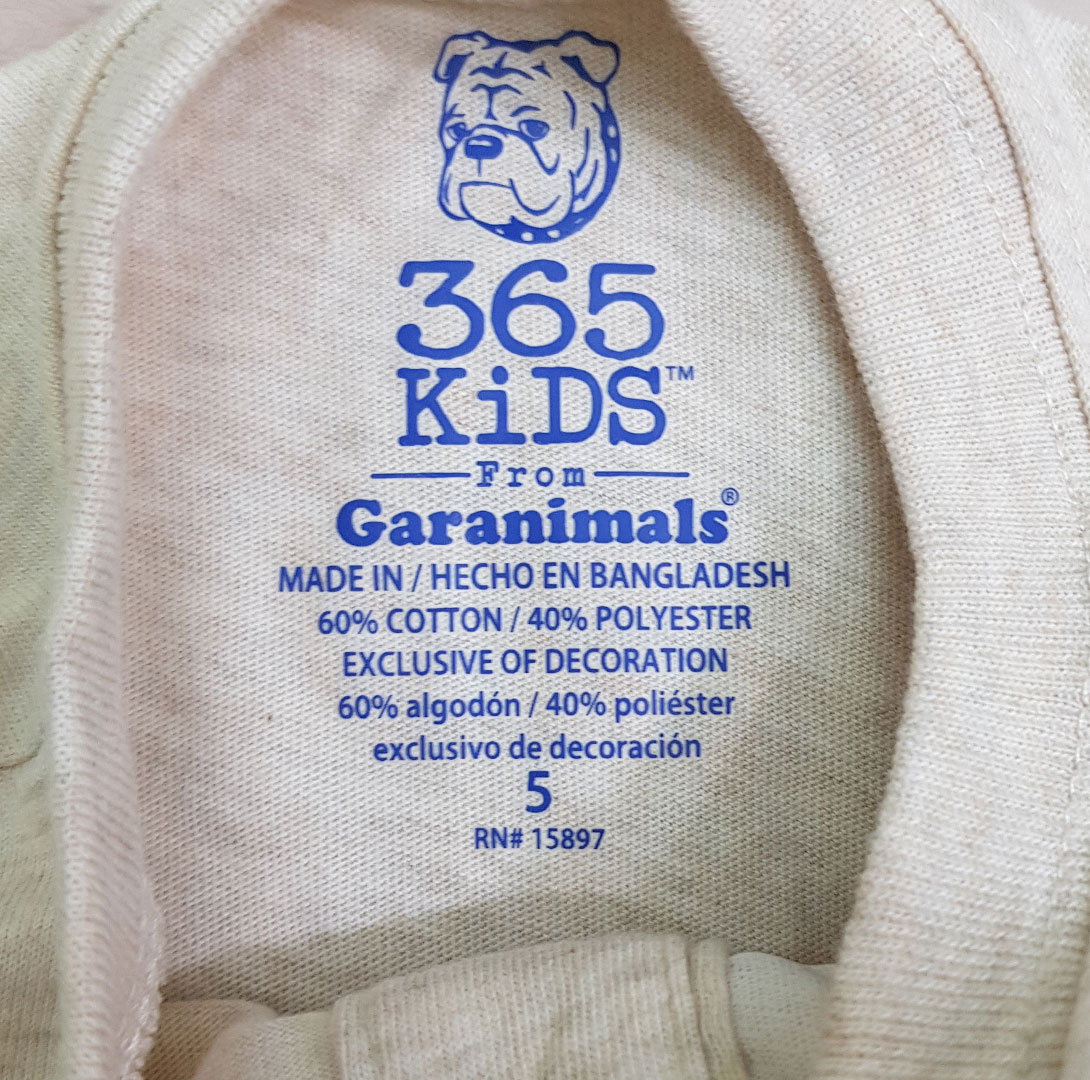 365
KiDS™
From
Garanimals®
MADE IN / HECHO EN BANGLADESH
60% COTTON / 40% POLYESTER
EXCLUSIVE OF DECORATION
60% algodón / 40% poliéster
exclusivo de decoración
5
RN# 15897